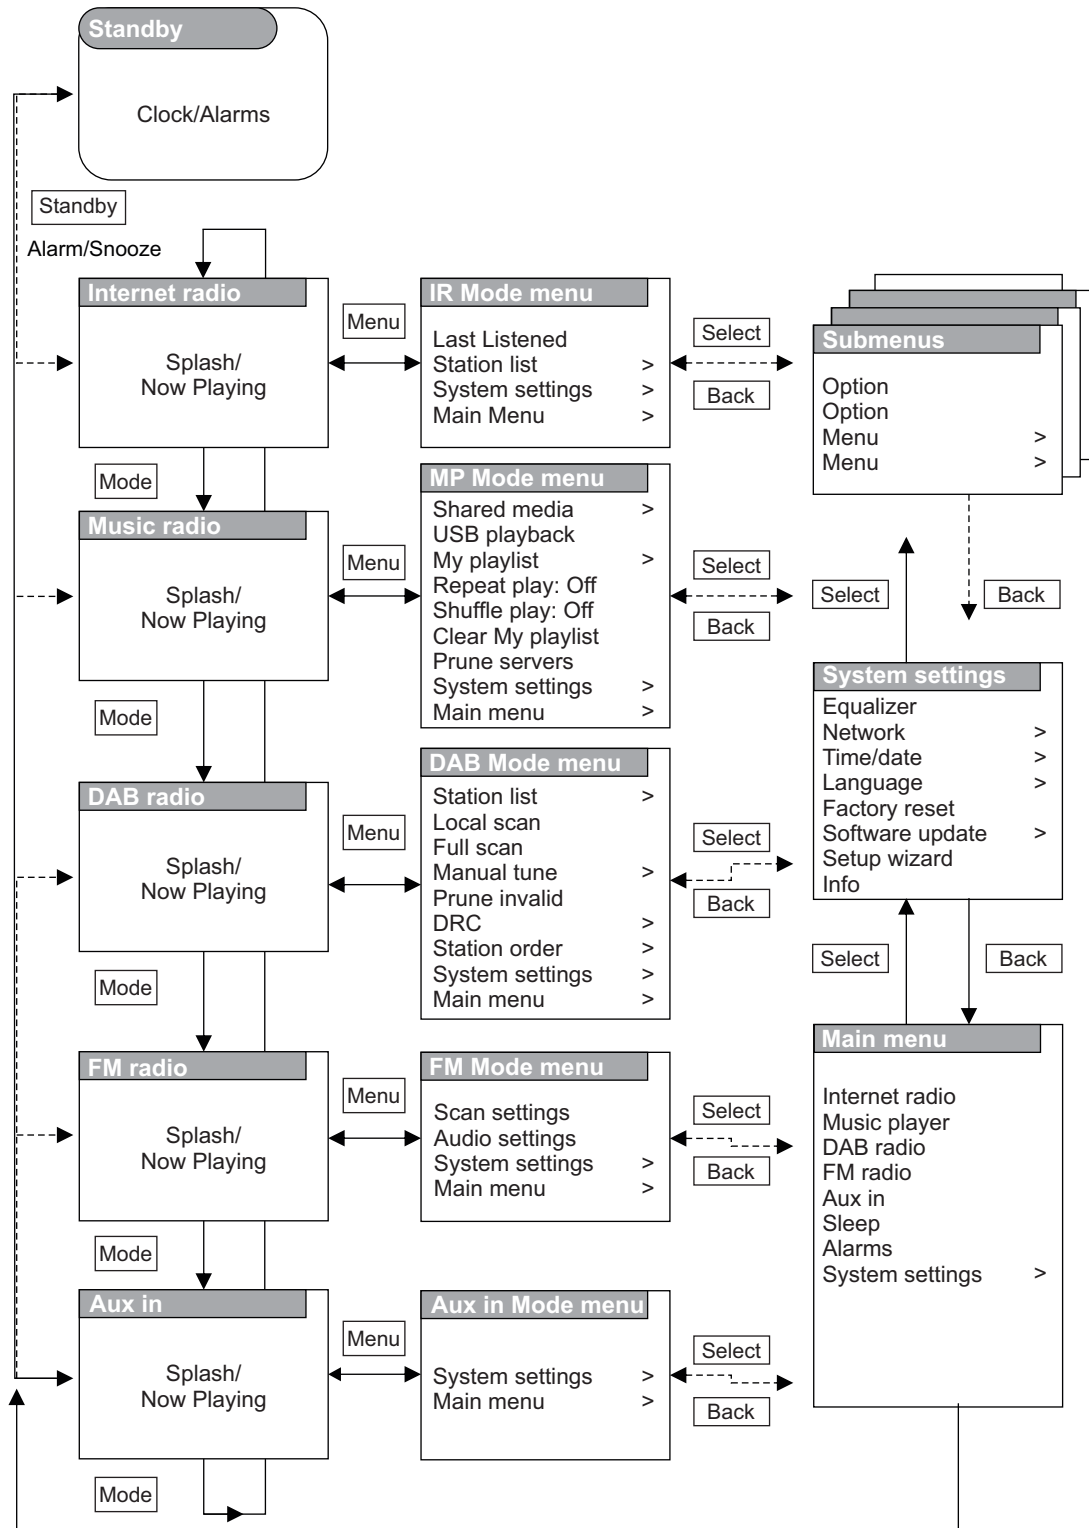 Standby
Clock/Alarms
Standby
Alarm/Snooze
Internet radio
Splash/
Now Playing
Menu
IR Mode menu
Last Listened
Station list >
System settings >
Main Menu >
Select
Back
Submenus
Option
Option
Menu >
Menu >
Mode
Music radio
Splash/
Now Playing
Menu
MP Mode menu
Shared media >
USB playback
My playlist >
Repeat play: Off
Shuffle play: Off
Clear My playlist
Prune servers
System settings >
Main menu >
Select
Back
Select
Back
System settings
Equalizer
Network >
Time/date >
Language >
Factory reset
Software update >
Setup wizard
Info
Mode
DAB radio
Splash/
Now Playing
Menu
DAB Mode menu
Station list >
Local scan
Full scan
Manual tune >
Prune invalid
DRC >
Station order >
System settings >
Main menu >
Select
Back
Select
Back
Mode
FM radio
Splash/
Now Playing
Menu
FM Mode menu
Scan settings
Audio settings
System settings >
Main menu >
Select
Back
Main menu
Internet radio
Music player
DAB radio
FM radio
Aux in
Sleep
Alarms
System settings >
Mode
Aux in
Splash/
Now Playing
Menu
Aux in Mode menu
System settings >
Main menu >
Select
Back
Mode